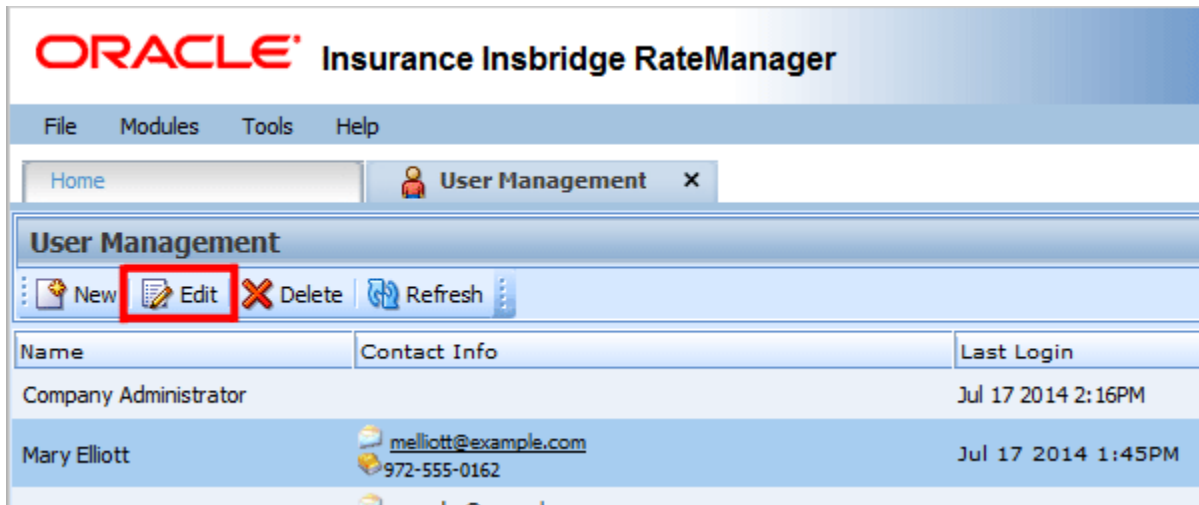 ORACLE' Insurance Insbridge RateManager
File Modules Tools Help
Home User Management ×
User Management
New Edit Delete Refresh
Name Contact Info Last Login
Company Administrator Jul 17 2014 2:16PM
melliott@example.com
Mary Elliott Jul 17 2014 1:45PM
972-555-0162